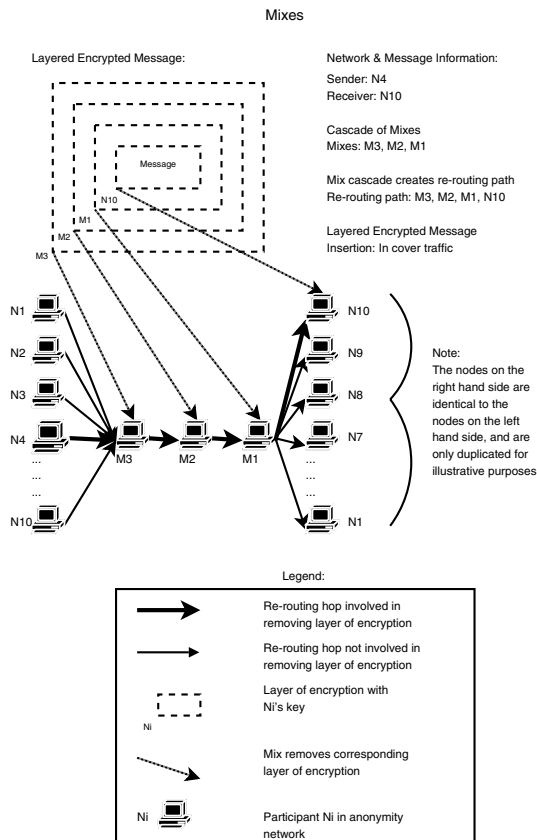 Mixes
Layered Encrypted Message:
Message
N10
M1
M2
M3
Network & Message Information:
Sender: N4
Receiver: N10
Cascade of Mixes
Mixes: M3, M2, M1
Mix cascade creates re-routing path
Re-routing path: M3, M2, M1, N10
Layered Encrypted Message
Insertion: In cover traffic
N1
N2
N3
N4
...
...
...
N10
M3
M2
M1
N10
N9
N8
N7
...
...
...
N1
Note:
The nodes on the
right hand side are
identical to the
nodes on the left
hand side, and are
only duplicated for
illustrative purposes
Legend:
Re-routing hop involved in
removing layer of encryption
Re-routing hop not involved in
removing layer of encryption
Layer of encryption with
Ni's key
Ni
Mix removes corresponding
layer of encryption
Ni
Participant Ni in anonymity
network